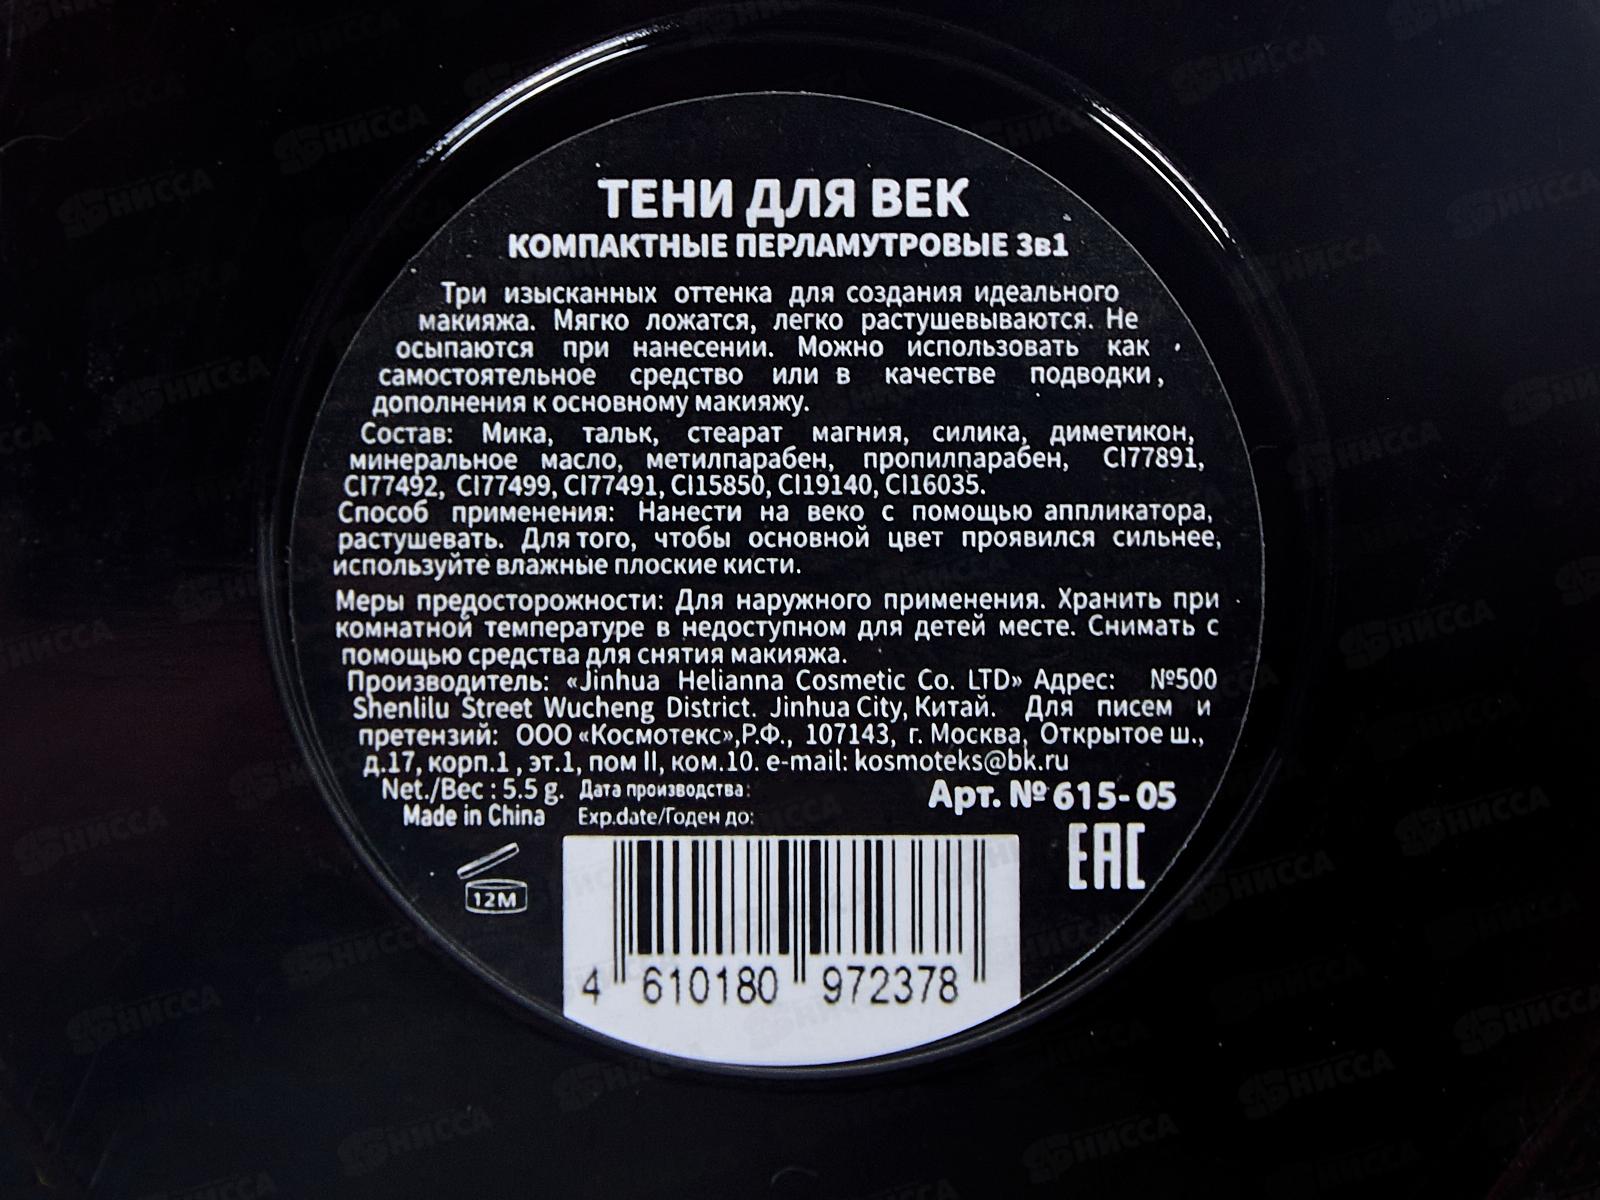 ТЕНИ ДЛЯ ВЕК
КОМПАКТНЫЕ ПЕРЛАМУТРОВЫЕ 3в1
Три изысканных оттенка для создания идеального
макияжа. Мягко ложатся, легко растушевываются. Не
осыпаются при нанесении. Можно использовать как
самостоятельное средство или в качестве подводки,
дополнения к основному макияжу.
Состав: Мика, тальк, стеарат магния, силика, диметикон,
минеральное масло, метилпарабен, пропилпарабен, CI77891,
CI77492, CI77499, CI77491, CI15850, CI19140, CI16035.
Способ применения: Нанести на веко с помощью аппликатора,
растушевать. Для того, чтобы основной цвет проявился сильнее,
используйте влажные плоские кисти.
Меры предосторожности: Для наружного применения. Хранить при
комнатной температуре в недоступном для детей месте. Снимать с
помощью средства для снятия макияжа.
Производитель: «Jinhua Helianna Cosmetic Co. LTD» Адрес: №500
Shenlilu Street Wucheng District. Jinhua City, Китай. Для писем и
претензий: ООО «Космотекс»,Р.Ф., 107143, г. Москва, Открытое ш.,
д.17, корп.1 , эт.1, пом II, ком.10. e-mail: kosmoteks@bk.ru
Net./Вес : 5.5 g. Дата производства:
Арт. № 615-05
Made in China Exp.date/Годен до:
EAC
12M
4 610180 972378
НИССА